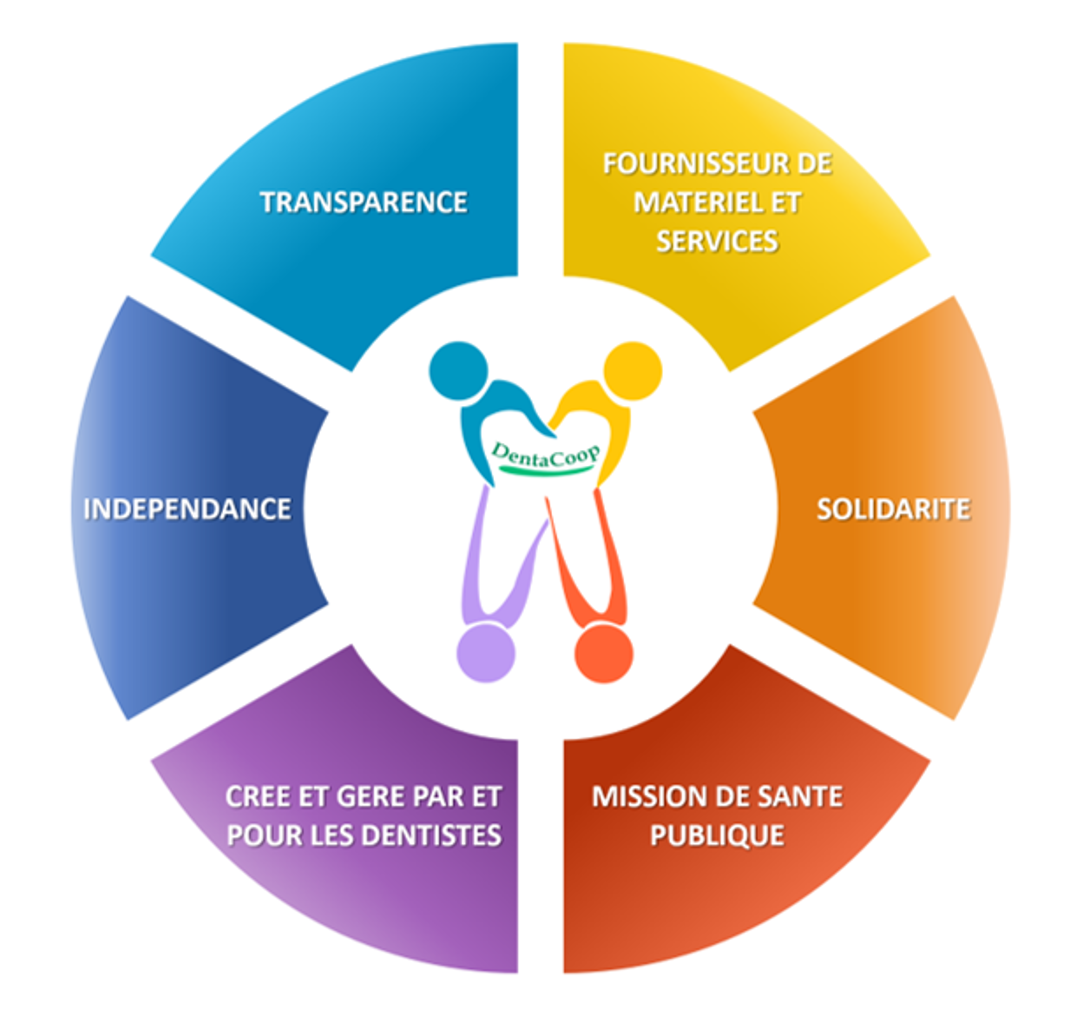 TRANSPARENCE
FOURNISSEUR DE
MATERIEL ET
SERVICES
DentaCoop
INDEPENDANCE
SOLIDARITE
CREE ET GERE PAR ET
POUR LES DENTISTES
MISSION DE SANTE
PUBLIQUE